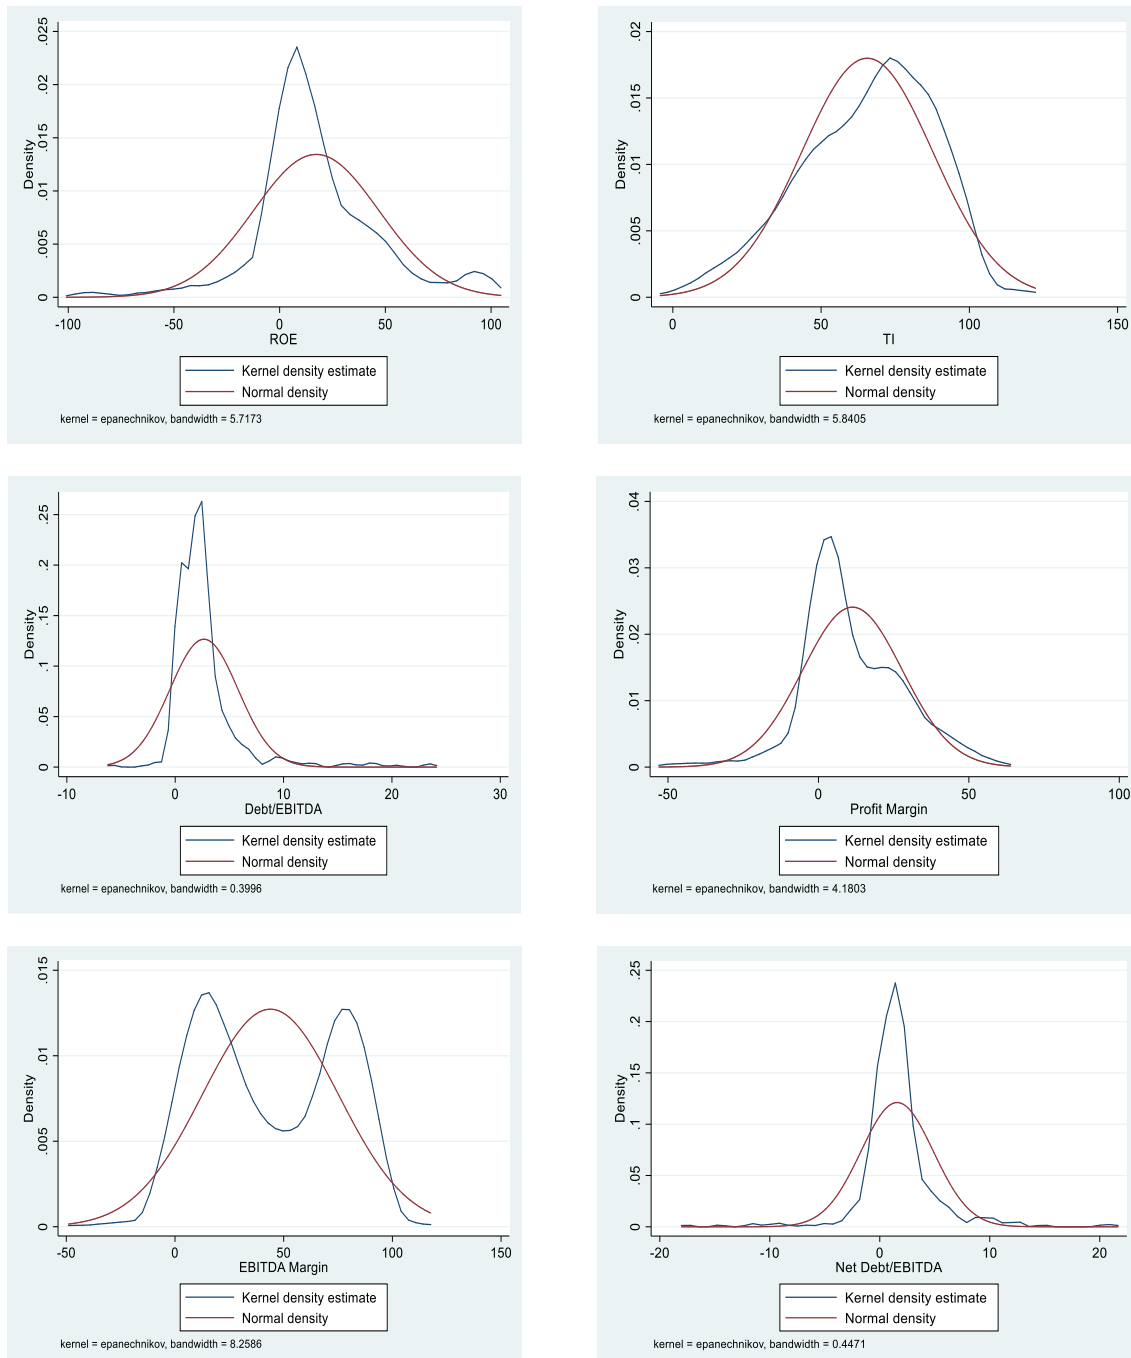 .025
.02
.015
.01
.005
0
Density
-100 -50 0 50 100
ROE
Kernel density estimate
Normal density
kernel = epanechnikov, bandwidth = 5.7173
.02
.015
.01
.005
0
Density
0 50 100 150
TI
Kernel density estimate
Normal density
kernel = epanechnikov, bandwidth = 5.8405
.25
.2
.15
.1
.05
0
Density
-10 0 10 20 30
Debt/EBITDA
Kernel density estimate
Normal density
kernel = epanechnikov, bandwidth = 0.3996
.04
.03
.02
.01
0
Density
-50 0 50 100
Profit Margin
Kernel density estimate
Normal density
kernel = epanechnikov, bandwidth = 4.1803
.015
.01
.005
0
Density
-50 0 50 100 150
EBITDA Margin
Kernel density estimate
Normal density
kernel = epanechnikov, bandwidth = 8.2586
.25
.2
.15
.1
.05
0
Density
-20 -10 0 10 20
Net Debt/EBITDA
Kernel density estimate
Normal density
kernel = epanechnikov, bandwidth = 0.4471